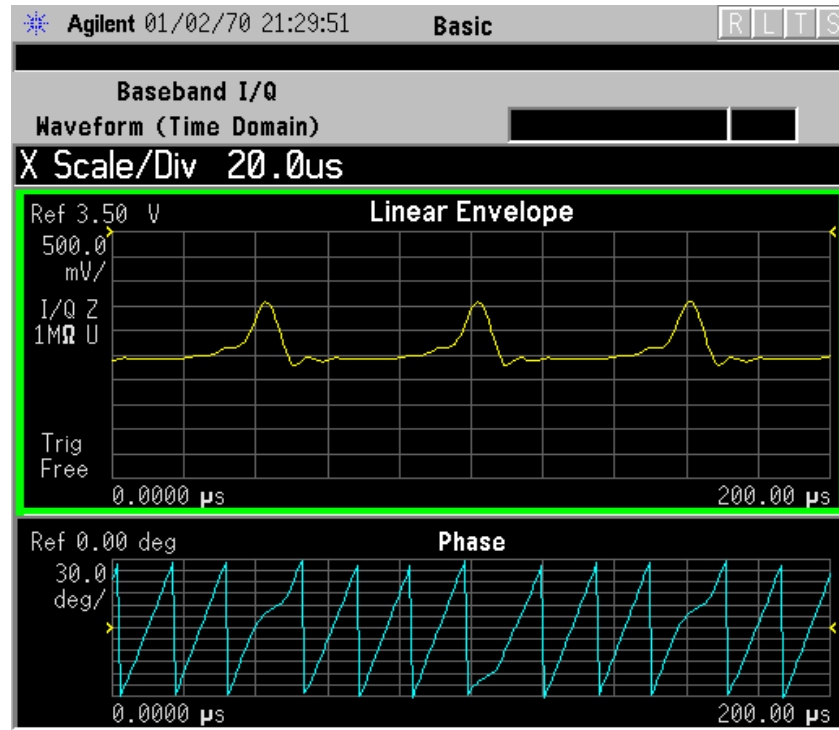 Agilent 01/02/70 21:29:51 Basic R L T S
Baseband I/Q
Waveform (Time Domain)
X Scale/Div 20.0us
Ref 3.50 V Linear Envelope
500.0
mV/
I/Q Z
1MΩ U
Trig
Free
0.0000 µs 200.00 µs
Ref 0.00 deg Phase
30.0
deg/
0.0000 µs 200.00 µs